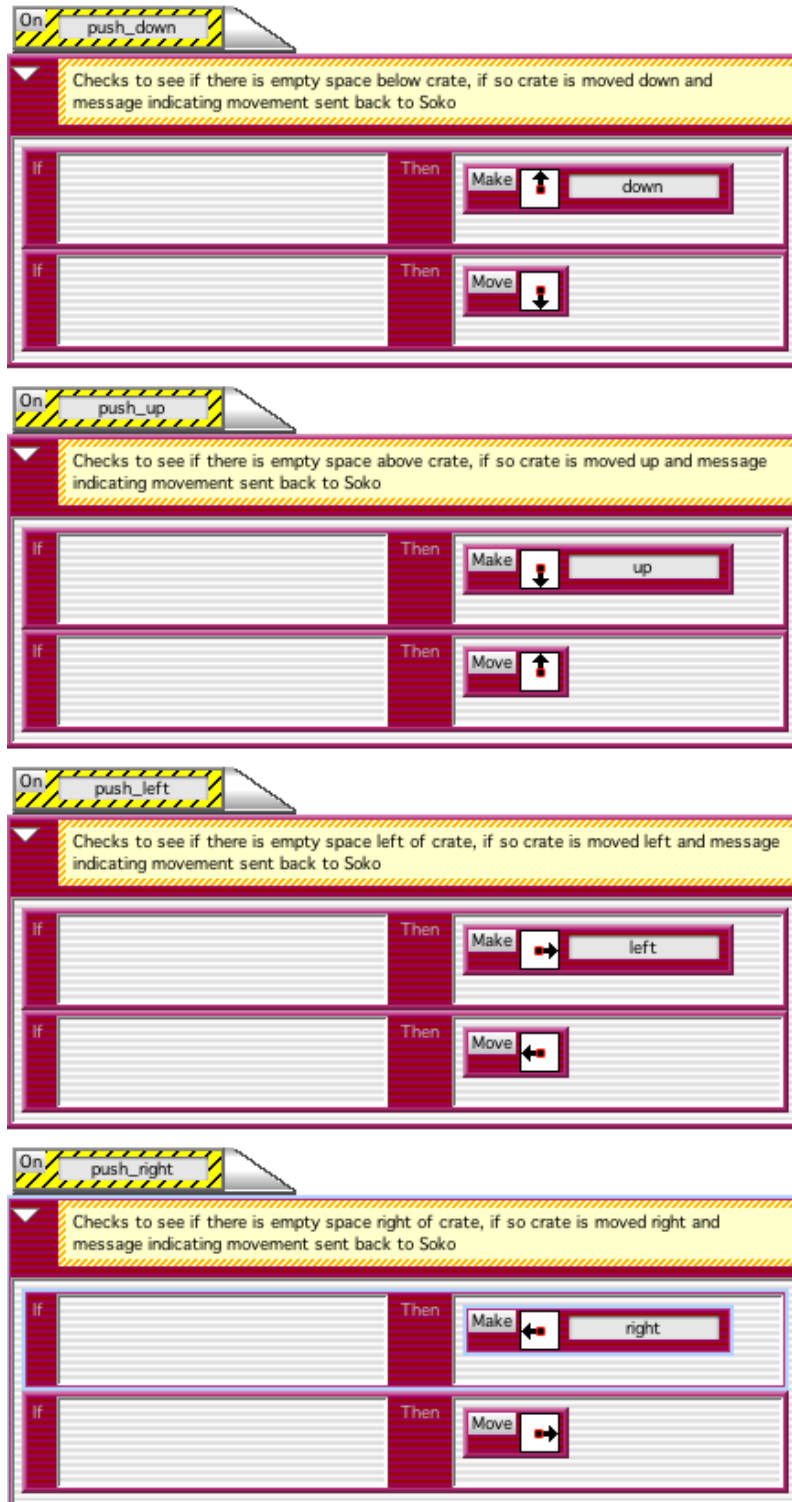 On push_down
Checks to see if there is empty space below crate, if so crate is moved down and
message indicating movement sent back to Soko
If Then Make down
If Then Move
On push_up
Checks to see if there is empty space above crate, if so crate is moved up and message
indicating movement sent back to Soko
If Then Make up
If Then Move
On push_left
Checks to see if there is empty space left of crate, if so crate is moved left and message
indicating movement sent back to Soko
If Then Make left
If Then Move
On push_right
Checks to see if there is empty space right of crate, if so crate is moved right and
message indicating movement sent back to Soko
If Then Make right
If Then Move